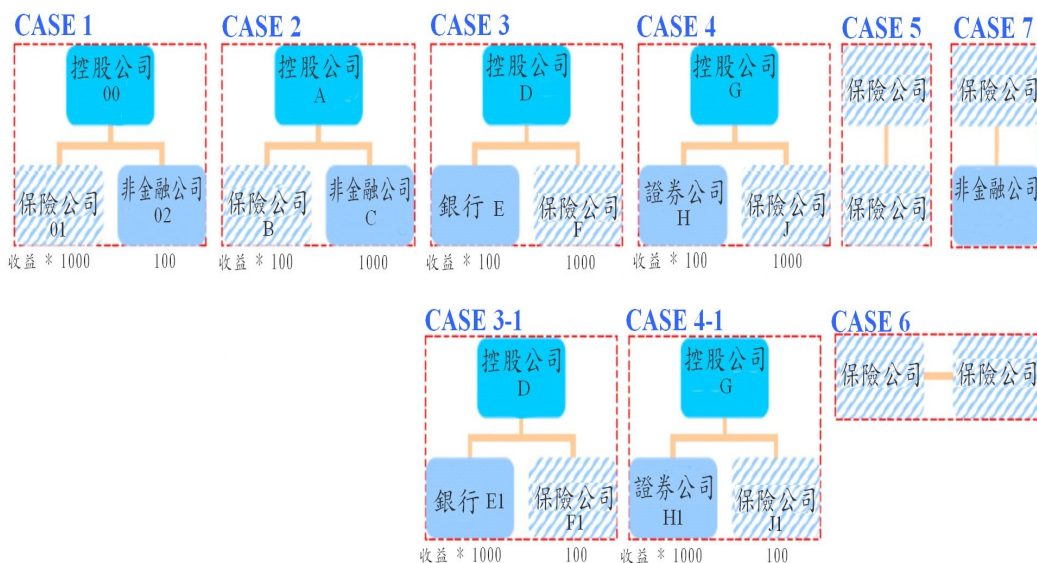 CASE 1
控股公司
00
保險公司
01
非金融公司
02
收益 * 1000
100
CASE 2
控股公司
A
保險公司
B
非金融公司
C
收益 * 100
1000
CASE 3
控股公司
D
銀行 E
保險公司
F
收益 * 100
1000
CASE 4
控股公司
G
證券公司
H
保險公司
J
收益 * 100
1000
CASE 5
保險公司
保險公司
CASE 7
保險公司
非金融公司
CASE 3-1
控股公司
D
銀行 E1
保險公司
F1
收益 * 1000
100
CASE 4-1
控股公司
G
證券公司
H1
保險公司
J1
收益 * 1000
100
CASE 6
保險公司
保險公司